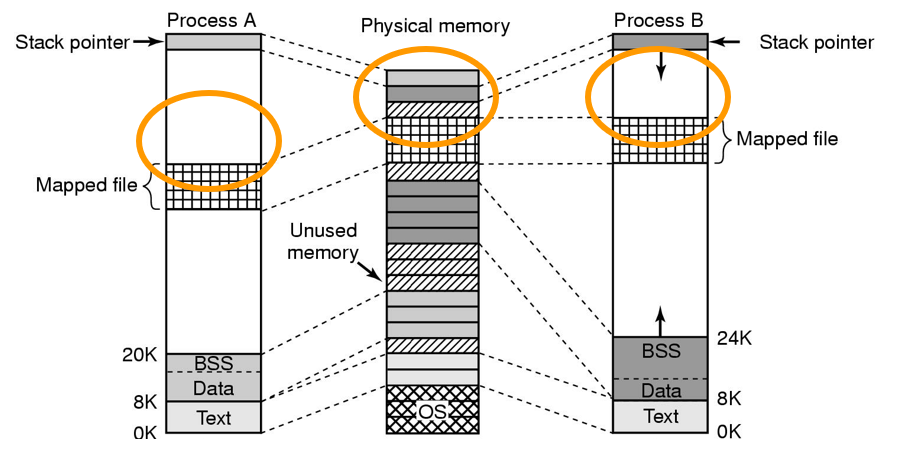 Process A
Physical memory
Process B
Stack pointer
Stack pointer
Mapped file
Mapped file
Unused
memory
20K
BSS
Data
8K
Text
0K
OS
24K
BSS
Data
8K
Text
0K